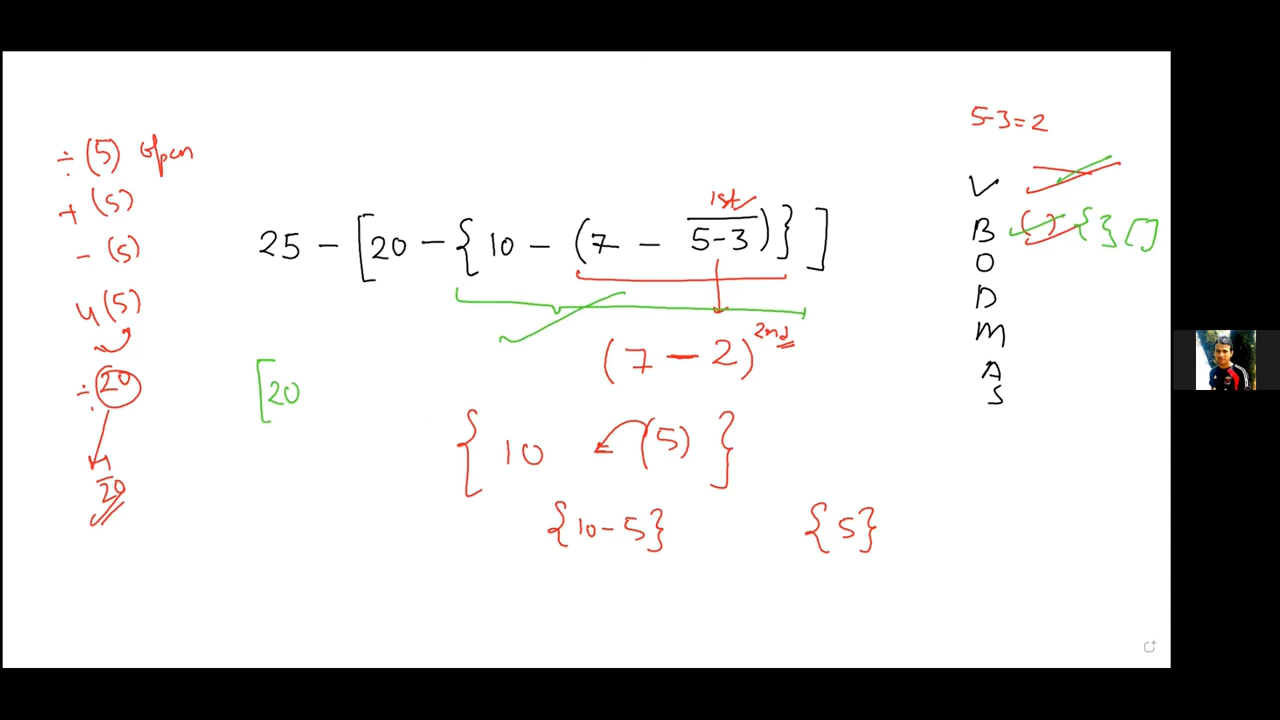 5-3=2
÷ (5) open
+ (5)
- (5)
4 (5)
÷ 20
20
1st
25 - [20 - {10 - (7 - 5-3)}]
(7 - 2) 2nd
[20
{10 (5)}
{10-5} {5}
V
B ( ) { } [ ]
O
D
M
A
S